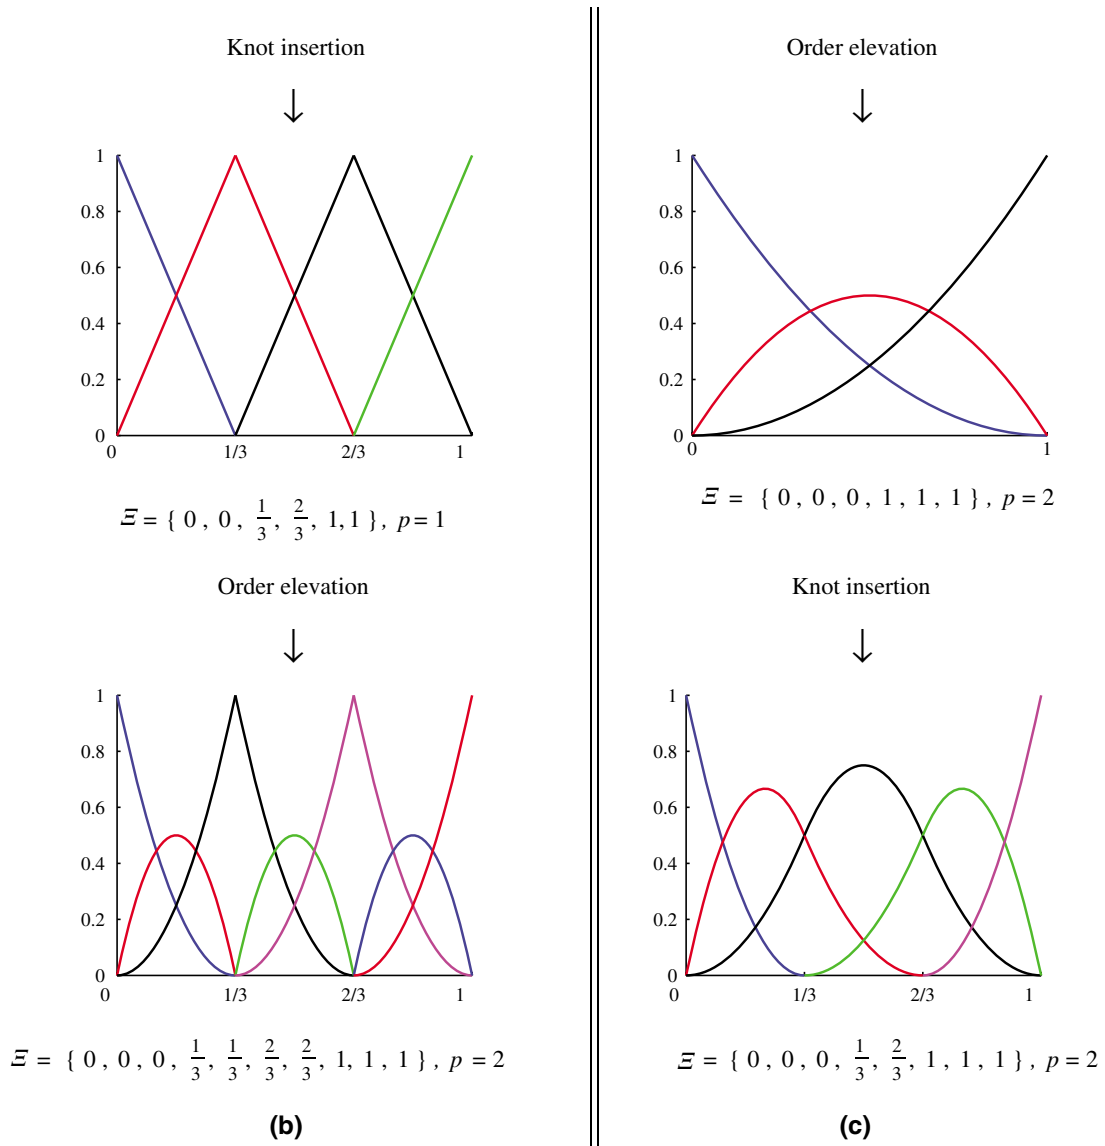 Knot insertion
↓
1
0.8
0.6
0.4
0.2
0
0 1/3 2/3 1
Ξ = { 0 , 0 , 1/3 , 2/3 , 1, 1 } , p = 1
Order elevation
↓
1
0.8
0.6
0.4
0.2
0
0 1/3 2/3 1
Ξ = { 0 , 0 , 0 , 1/3 , 1/3 , 2/3 , 2/3 , 1 , 1 , 1 } , p = 2
(b)
Order elevation
↓
1
0.8
0.6
0.4
0.2
0
0 1
Ξ = { 0 , 0 , 0 , 1 , 1 , 1 } , p = 2
Knot insertion
↓
1
0.8
0.6
0.4
0.2
0
0 1/3 2/3 1
Ξ = { 0 , 0 , 0 , 1/3 , 2/3 , 1 , 1 , 1 } , p = 2
(c)